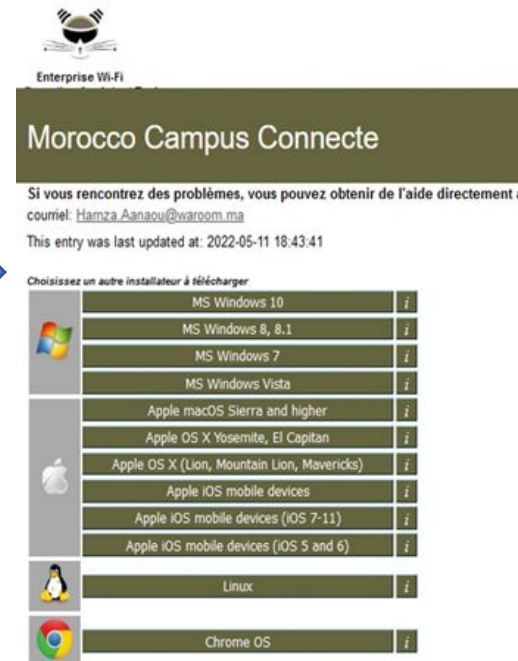 Enterprise Wi-Fi
Morocco Campus Connecte
Si vous rencontrez des problèmes, vous pouvez obtenir de l'aide directement
courriel: Hamza.Aanaou@waroom.ma
This entry was last updated at: 2022-05-11 18:43:41
Choisissez un autre installateur à télécharger
MS Windows 10 i
MS Windows 8, 8.1 i
MS Windows 7 i
MS Windows Vista i
Apple macOS Sierra and higher i
Apple OS X Yosemite, El Capitan i
Apple OS X (Lion, Mountain Lion, Mavericks) i
Apple iOS mobile devices i
Apple iOS mobile devices (iOS 7-11) i
Apple iOS mobile devices (iOS 5 and 6) i
Linux i
Chrome OS i